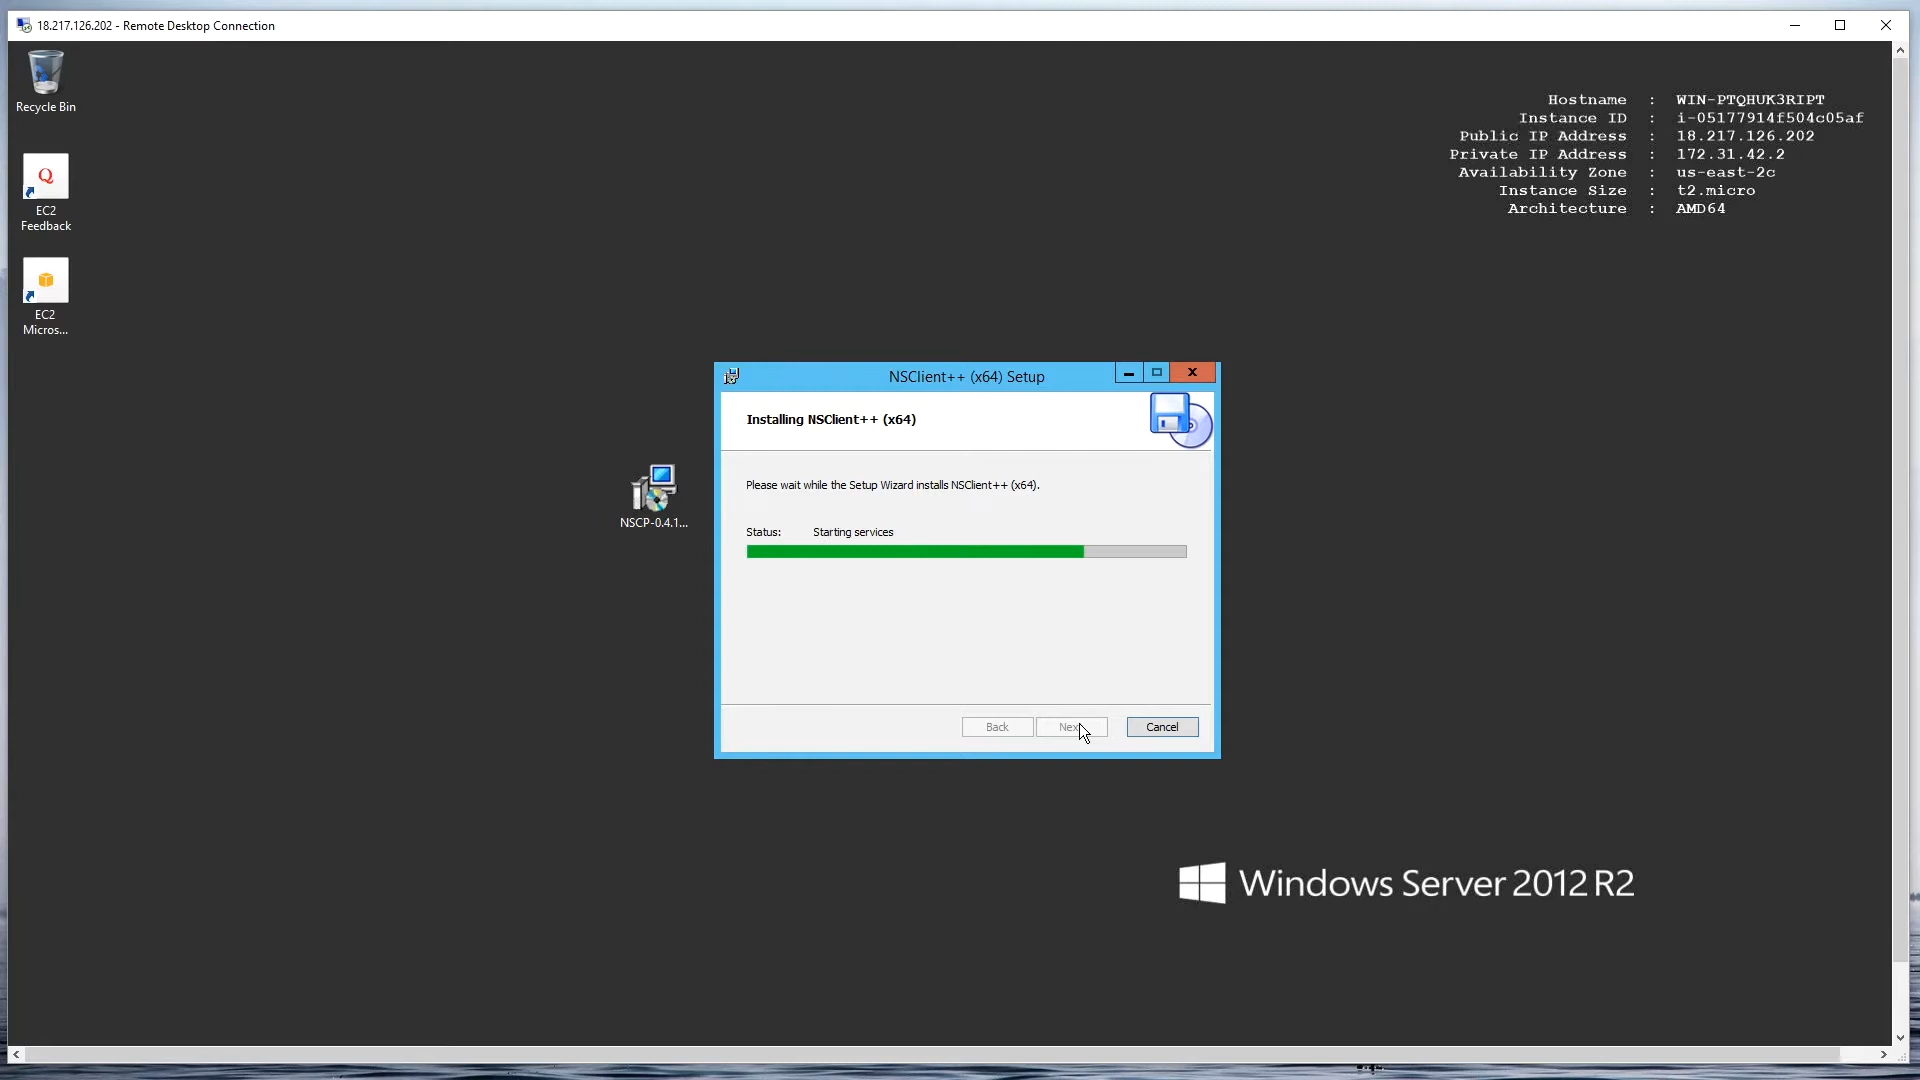 18.217.126.202 - Remote Desktop Connection
Recycle Bin
EC2
Feedback
EC2
Micros...
Hostname : WIN-PTQHUK3RIPT
Instance ID : i-05177914f504c05af
Public IP Address : 18.217.126.202
Private IP Address : 172.31.42.2
Availability Zone : us-east-2c
Instance Size : t2.micro
Architecture : AMD64
NSCP-0.4.1...
NSClient++ (x64) Setup
Installing NSClient++ (x64)
Please wait while the Setup Wizard installs NSClient++ (x64).
Status: Starting services
Back
Cancel
Windows Server 2012 R2